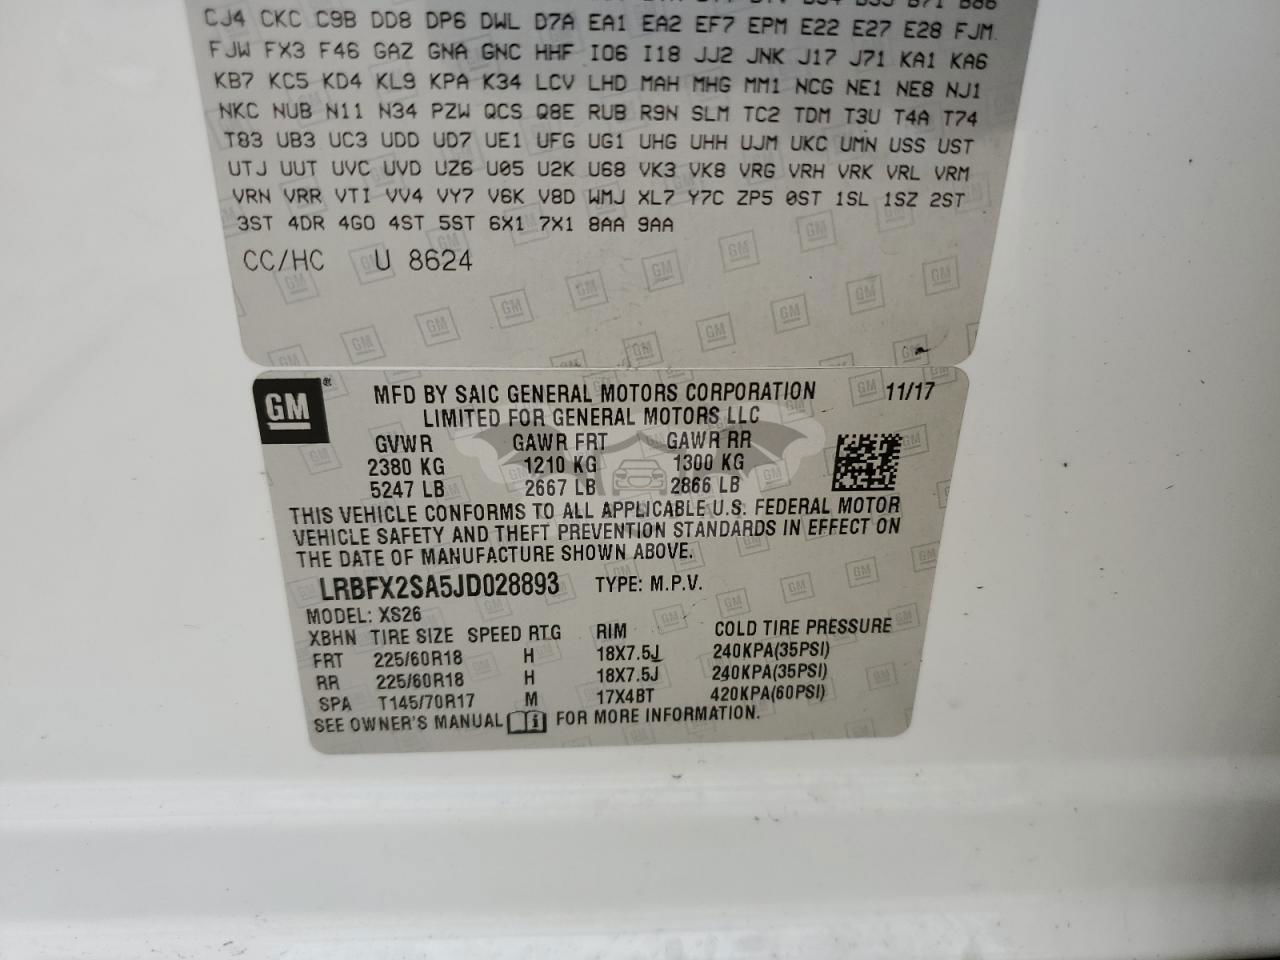 CJ4 CKC C9B DD8 DP6 DWL D7A EA1 EA2 EF7 EPM E22 E27 E28 FJM
FJW FX3 F46 GAZ GNA GNC HHF IO6 I18 JJ2 JNK J17 J71 KA1 KA6
KB7 KC5 KD4 KL9 KPA K34 LCV LHD MAH MHG MM1 NCG NE1 NE8 NJ1
NKC NUB N11 N34 PZW QCS Q8E RUB R9N SLM TC2 TDM T3U T4A T74
T83 UB3 UC3 UDD UD7 UE1 UFG UG1 UHG UHH UJM UKC UMN USS UST
UTJ UUT UVC UVD UZ6 U05 U2K U68 VK3 VK8 VRG VRH VRK VRL VRM
VRN VRR VTI VV4 VY7 V6K V8D WMJ XL7 Y7C ZP5 0ST 1SL 1SZ 2ST
3ST 4DR 4GO 4ST 5ST 6X1 7X1 8AA 9AA
CC/HC U 8624
GM® MFD BY SAIC GENERAL MOTORS CORPORATION 11/17
LIMITED FOR GENERAL MOTORS LLC
GVWR GAWR FRT GAWR RR
2380 KG 1210 KG 1300 KG
5247 LB 2667 LB 2866 LB
THIS VEHICLE CONFORMS TO ALL APPLICABLE U.S. FEDERAL MOTOR
VEHICLE SAFETY AND THEFT PREVENTION STANDARDS IN EFFECT ON
THE DATE OF MANUFACTURE SHOWN ABOVE.
LRBFX2SA5JD028893 TYPE: M.P.V.
MODEL: XS26
XBHN TIRE SIZE SPEED RTG RIM COLD TIRE PRESSURE
FRT 225/60R18 H 18X7.5J 240KPA(35PSI)
RR 225/60R18 H 18X7.5J 240KPA(35PSI)
SPA T145/70R17 M 17X4BT 420KPA(60PSI)
SEE OWNER'S MANUAL FOR MORE INFORMATION.